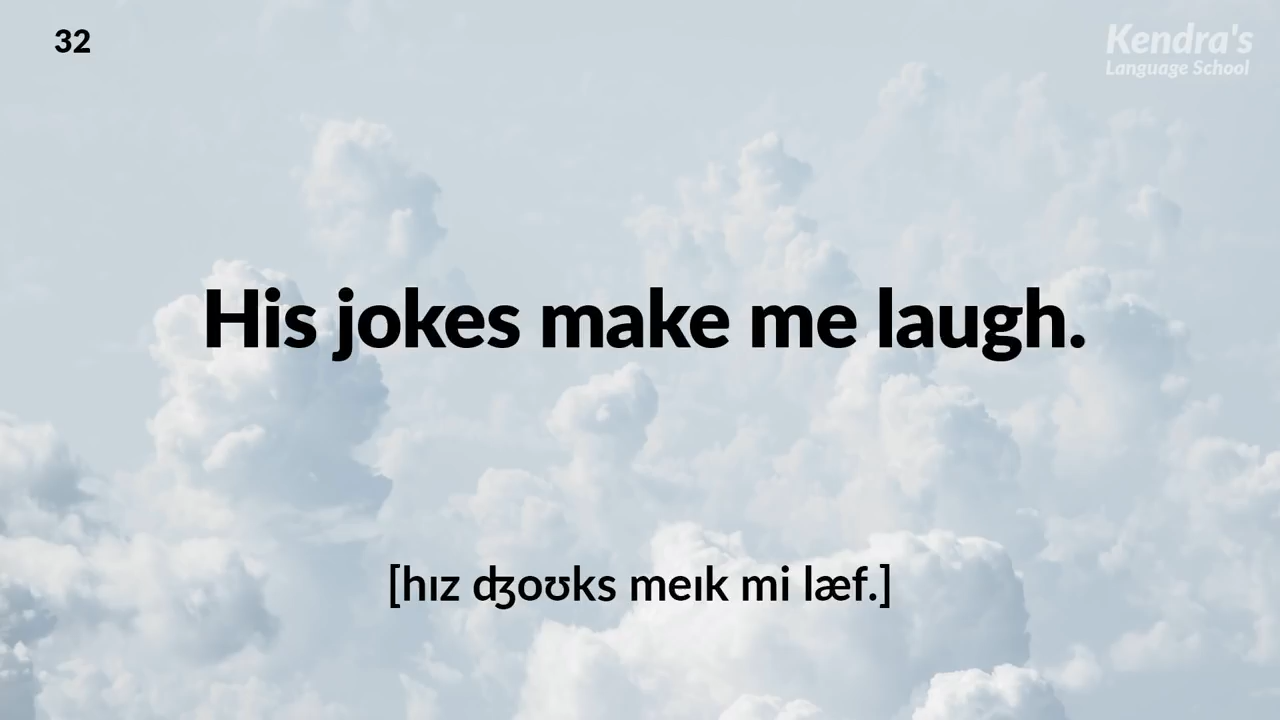 32
Kendra's
Language School
His jokes make me laugh.
[hɪz ʤoʊks meɪk mi læf.]